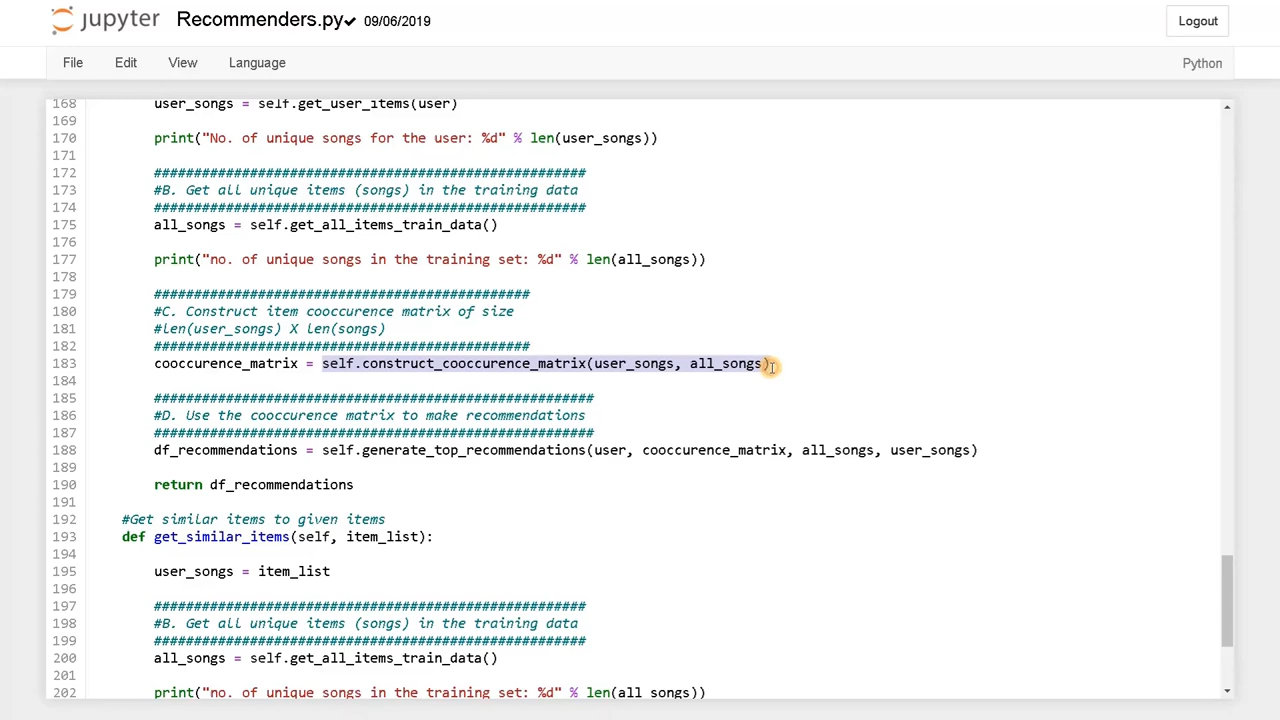 jupyter Recommenders.py 09/06/2019
Logout
File Edit View Language
Python
168 user_songs = self.get_user_items(user)
169
170 print("No. of unique songs for the user: %d" % len(user_songs))
171
172 ######################################################
173 #B. Get all unique items (songs) in the training data
174 ######################################################
175 all_songs = self.get_all_items_train_data()
176
177 print("no. of unique songs in the training set: %d" % len(all_songs))
178
179 ###############################################
180 #C. Construct item cooccurence matrix of size
181 #len(user_songs) X len(songs)
182 ###############################################
183 cooccurence_matrix = self.construct_cooccurence_matrix(user_songs, all_songs)
184
185 #######################################################
186 #D. Use the cooccurence matrix to make recommendations
187 #######################################################
188 df_recommendations = self.generate_top_recommendations(user, cooccurence_matrix, all_songs, user_songs)
189
190 return df_recommendations
191
192 #Get similar items to given items
193 def get_similar_items(self, item_list):
194
195 user_songs = item_list
196
197 ######################################################
198 #B. Get all unique items (songs) in the training data
199 ######################################################
200 all_songs = self.get_all_items_train_data()
201
202 print("no. of unique songs in the training set: %d" % len(all_songs))